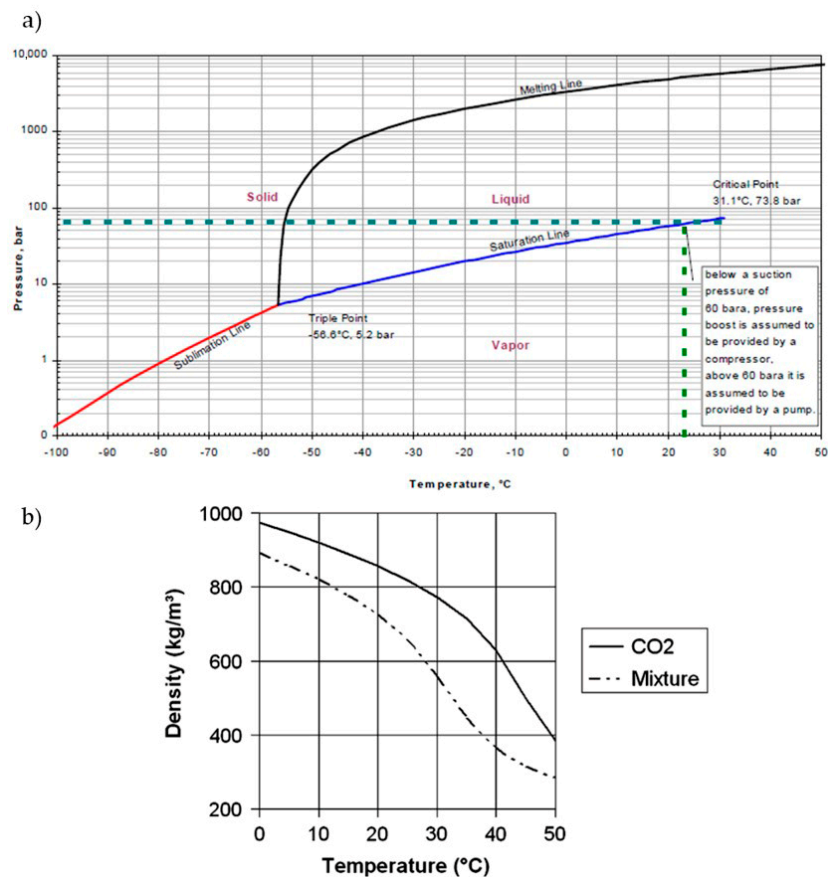 a)
10,000
1000
100
10
1
0
Pressure, bar
Melting Line
Solid
Liquid
Critical Point
31.1°C, 73.8 bar
Saturation Line
Triple Point
-56.6°C, 5.2 bar
Sublimation Line
Vapor
below a suction
pressure of
60 bara, pressure
boost is assumed to
be provided by a
compressor,
above 60 bara it is
assumed to be
provided by a pump.
-100 -90 -80 -70 -60 -50 -40 -30 -20 -10 0 10 20 30 40 50
Temperature, °C
b)
1000
800
600
400
200
Density (kg/m³)
CO2
Mixture
0 10 20 30 40 50
Temperature (°C)